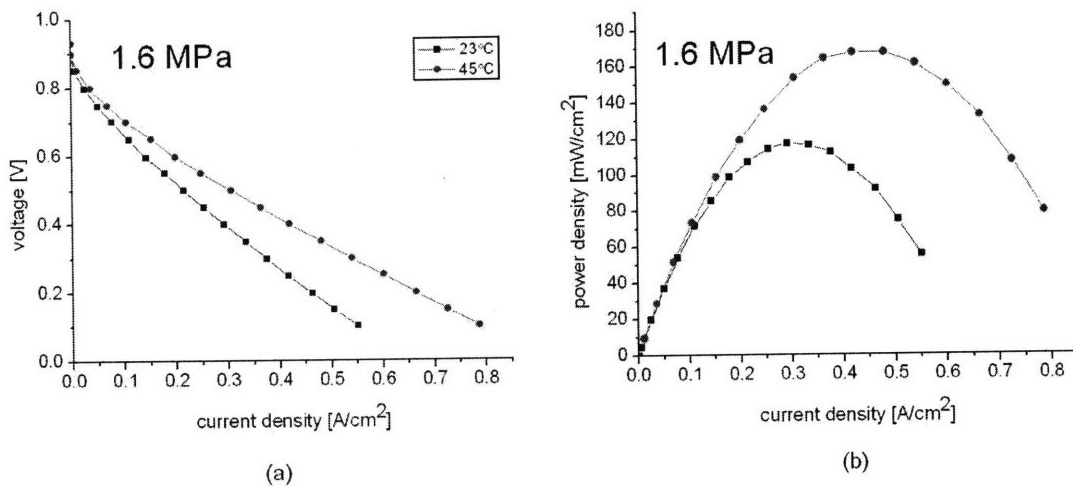 1.6 MPa
23°C
45°C
voltage [V]
1.0
0.8
0.6
0.4
0.2
0.0
0.0 0.1 0.2 0.3 0.4 0.5 0.6 0.7 0.8
current density [A/cm²]
(a)
1.6 MPa
power density [mW/cm²]
180
160
140
120
100
80
60
40
20
0
0.0 0.1 0.2 0.3 0.4 0.5 0.6 0.7 0.8
current density [A/cm²]
(b)